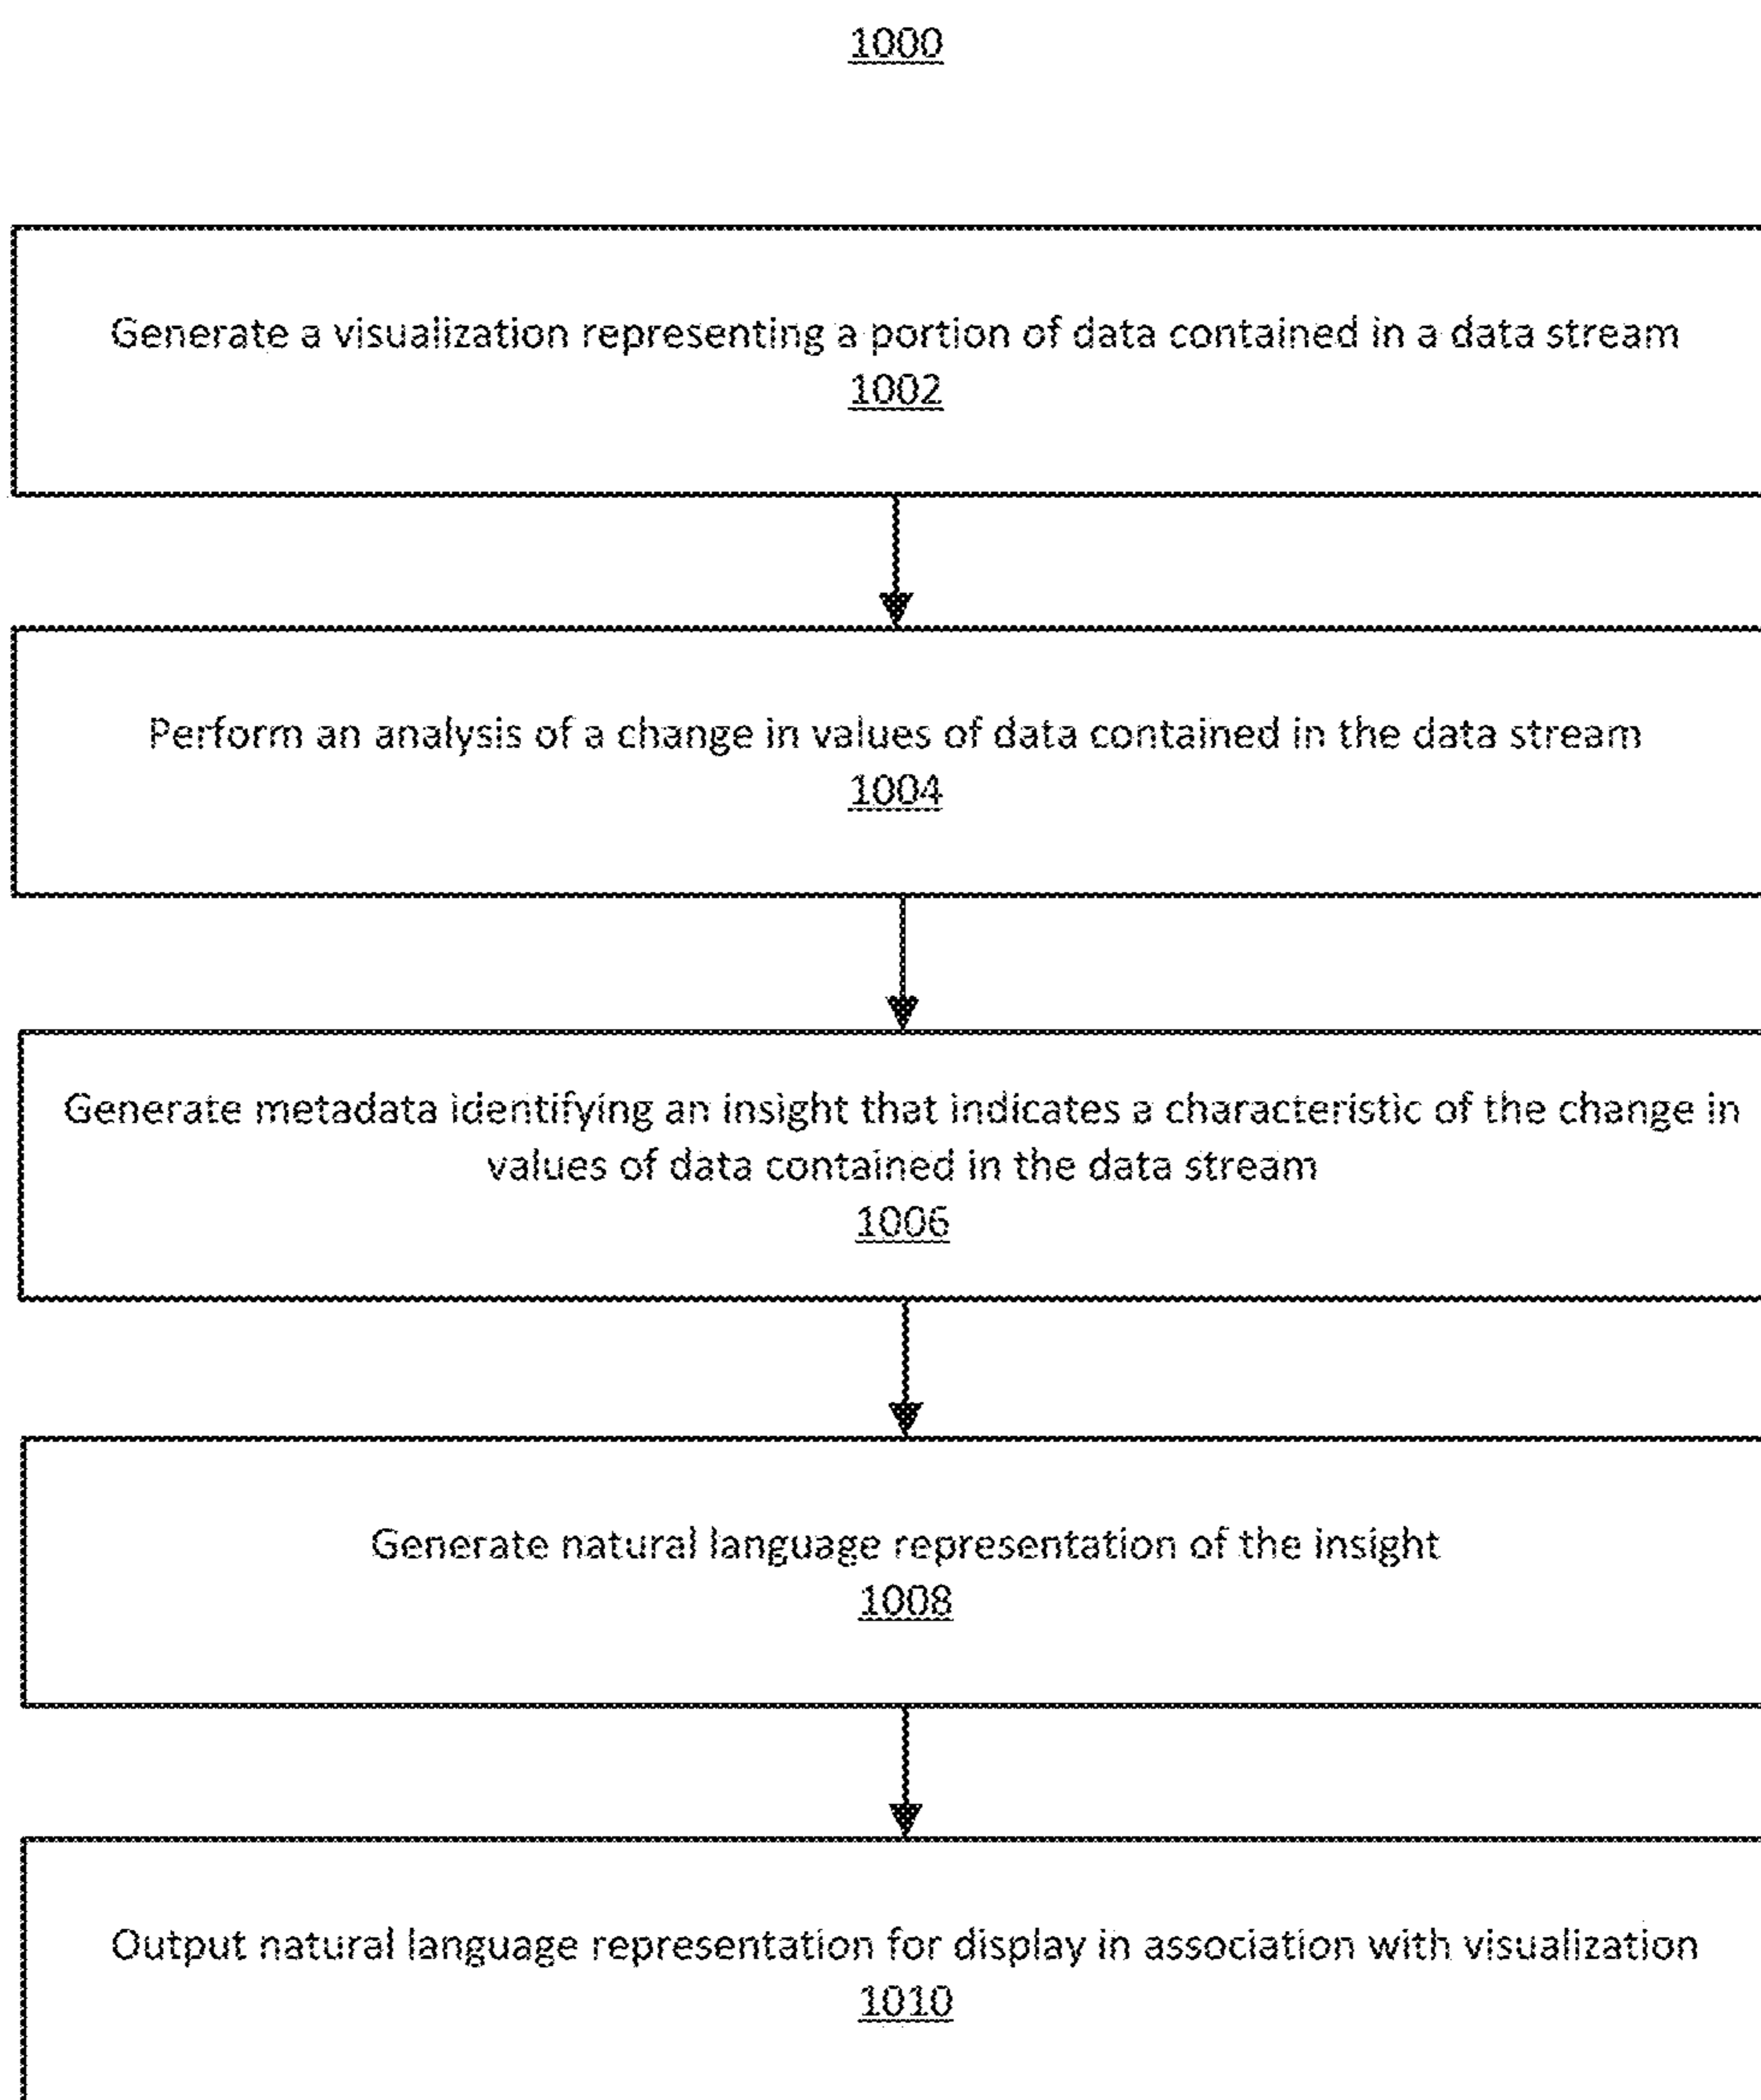 1000
Generate a visualization representing a portion of data contained in a data stream
1002
Perform an analysis of a change in values of data contained in the data stream
1004
Generate metadata identifying an insight that indicates a characteristic of the change in
values of data contained in the data stream
1006
Generate natural language representation of the insight
1008
Output natural language representation for display in association with visualization
1010